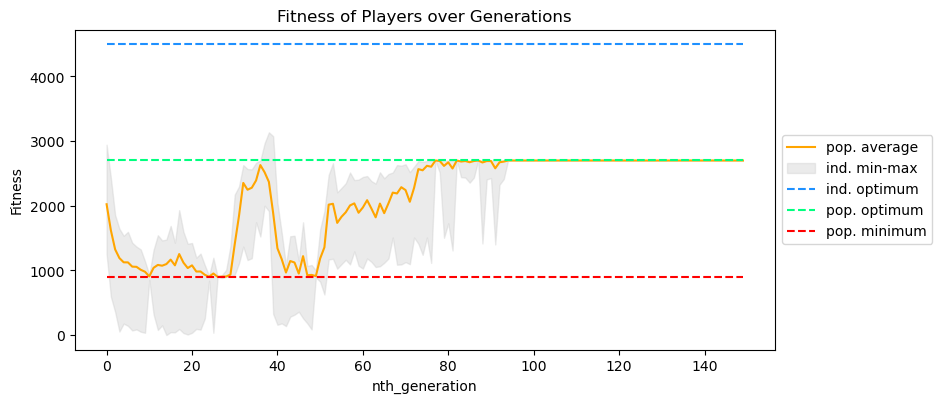 Fitness of Players over Generations
Fitness
4000
3000
2000
1000
0
0 20 40 60 80 100 120 140
nth_generation
pop. average
ind. min-max
ind. optimum
pop. optimum
pop. minimum